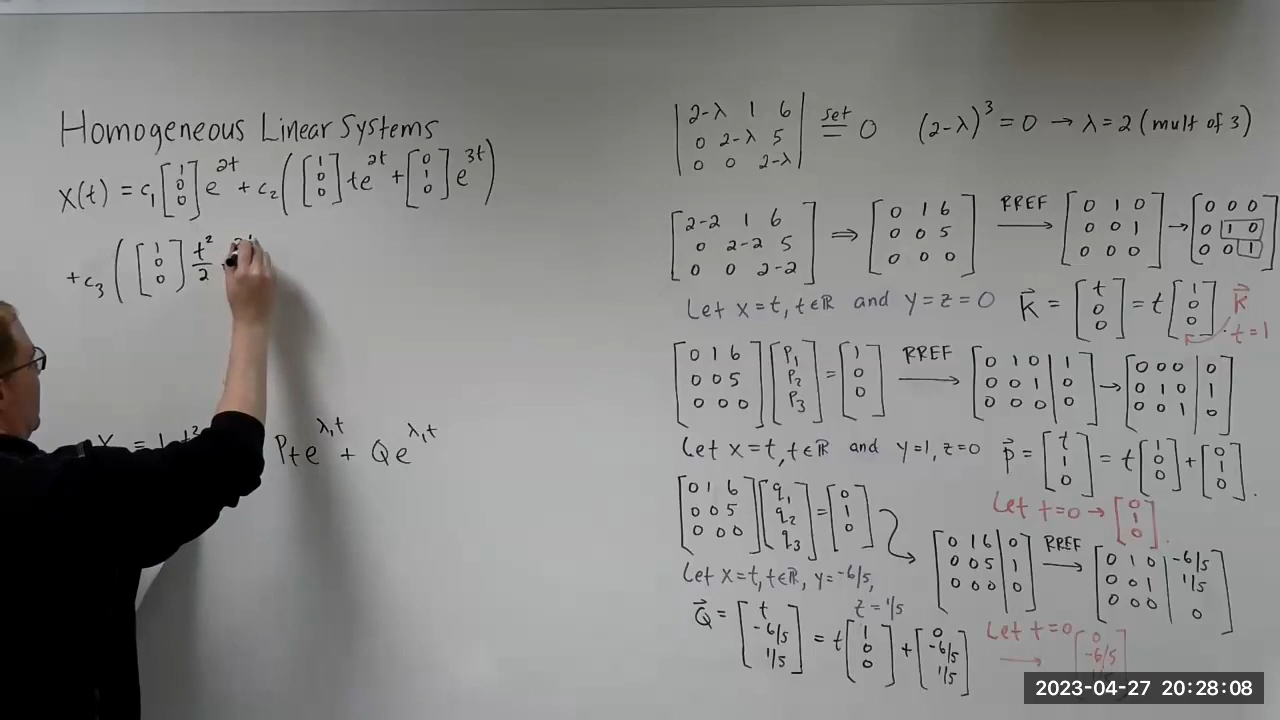 Homogeneous Linear Systems
X(t) = c₁ [1 0 0] e^2t + c₂ ( [1 0 0] te^2t + [0 1 0] e^3t )
+ c₃ ( [1 0 0] t²/2
Pte^λ₁t + Qe^λ₁t
|2-λ 1 6|
|0 2-λ 5|
|0 0 2-λ|
set = 0 (2-λ)³ = 0 → λ = 2 (mult of 3)
[2-2 1 6]
[0 2-2 5]
[0 0 2-2]
⇒
[0 1 6]
[0 0 5]
[0 0 0]
RREF →
[0 1 0]
[0 0 1]
[0 0 0]
→
[0 0 0]
[0 1 0]
[0 0 1]
Let x = t, t∈ℝ and y = z = 0 K⃗ = [t 0 0] = t [1 0 0]. K⃗
t = 1
[0 1 6]
[0 0 5]
[0 0 0]
[P₁ P₂ P₃] = [1 0 0] RREF →
[0 1 0 | 1]
[0 0 1 | 0]
[0 0 0 | 0]
→
[0 0 0 | 0]
[0 1 0 | 1]
[0 0 1 | 0]
Let x = t, t∈ℝ and y = 1, z = 0 p⃗ = [t 1 0] = t [1 0 0] + [0 1 0].
Let t = 0 → [0 1 0].
[0 1 6]
[0 0 5]
[0 0 0]
[q₁ q₂ q₃] = [0 1 0]
[0 1 6 | 0]
[0 0 5 | 1]
[0 0 0 | 0]
RREF →
[0 1 0 | -6/5]
[0 0 1 | 1/5]
[0 0 0 | 0]
Let x = t, t∈ℝ, y = -6/5,
z = 1/5
Q⃗ = [t -6/5 1/5] = t [1 0 0] + [0 -6/5 1/5] Let t = 0 → [0 -6/5
2023-04-27 20:28:08